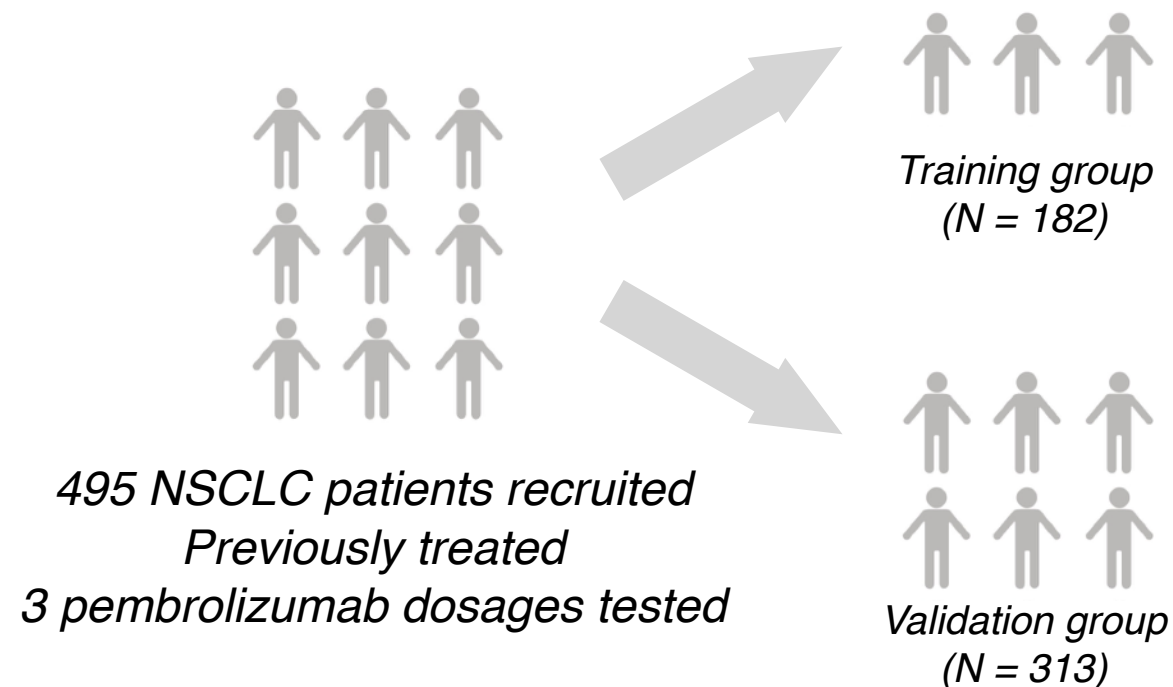 495 NSCLC patients recruited
Previously treated
3 pembrolizumab dosages tested
Training group
(N = 182)
Validation group
(N = 313)